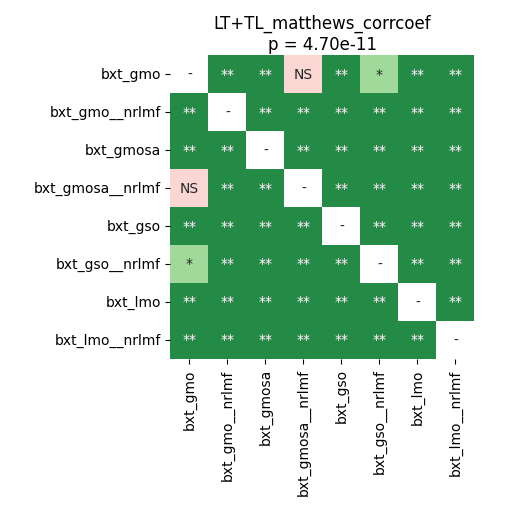 LT+TL_matthews_corrcoef
p = 4.70e-11
bxt_gmo - ** ** NS ** * ** **
bxt_gmo__nrlmf ** - ** ** ** ** ** **
bxt_gmosa ** ** - ** ** ** ** **
bxt_gmosa__nrlmf NS ** ** - ** ** ** **
bxt_gso ** ** ** ** - ** ** **
bxt_gso__nrlmf * ** ** ** ** - ** **
bxt_lmo ** ** ** ** ** ** - **
bxt_lmo__nrlmf ** ** ** ** ** ** ** -
bxt_gmo
bxt_gmo__nrlmf
bxt_gmosa
bxt_gmosa__nrlmf
bxt_gso
bxt_gso__nrlmf
bxt_lmo
bxt_lmo__nrlmf